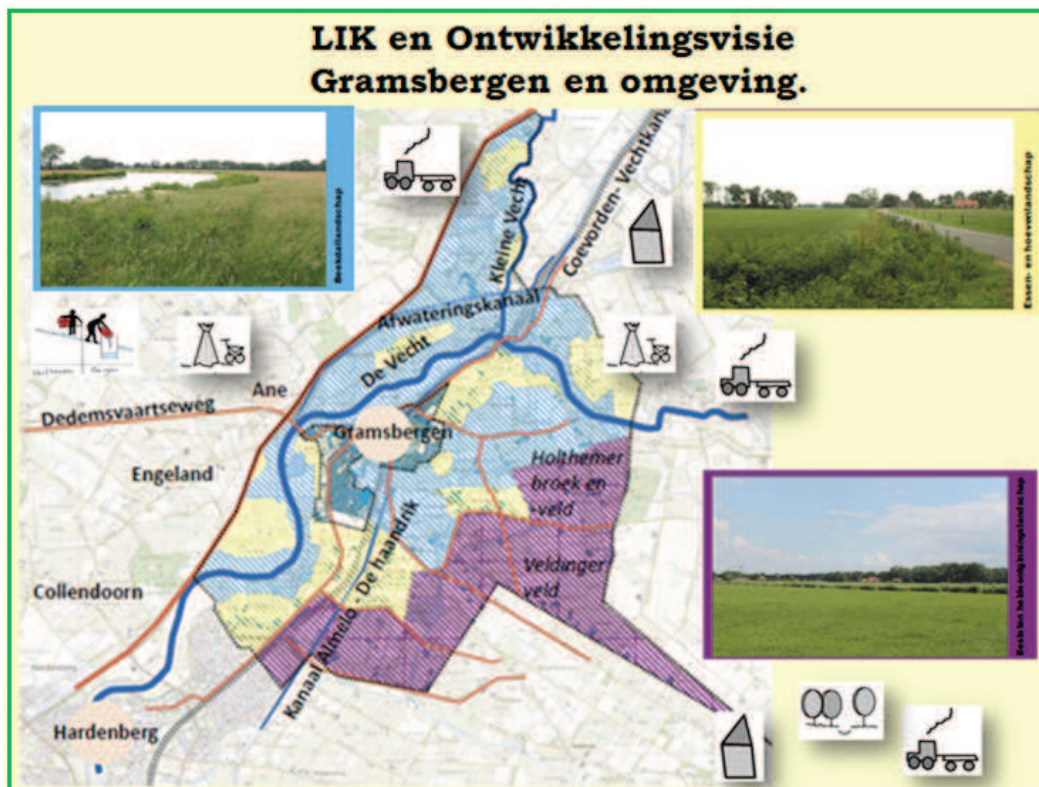 LIK en Ontwikkelingsvisie
Gramsbergen en omgeving.
Beekdallandschap
Essen- en hoevenlandschap
Kleine Vecht
Coevorden- Vechtkanaal
Afwateringskanaal
De Vecht
Ane
Dedemsvaartseweg
Gramsbergen
Engeland
Holthemer
broek en
-veld
Veldinger
veld
Collendoorn
Kanaal Almelo - De haandrik
Hardenberg